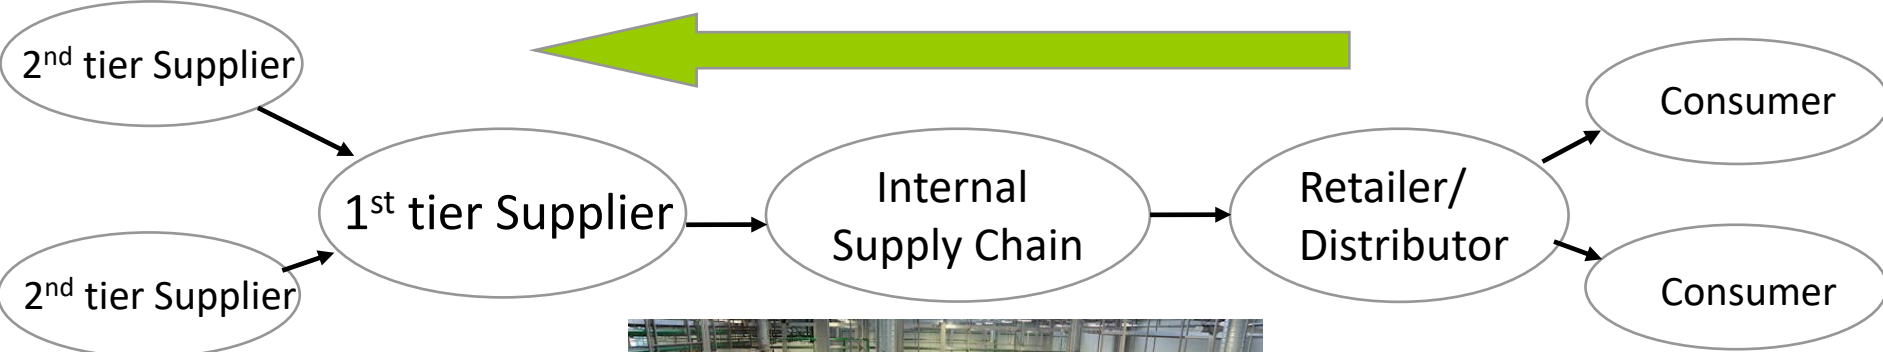 2nd tier Supplier
Consumer
1st tier Supplier
Internal
Supply Chain
Retailer/
Distributor
2nd tier Supplier
Consumer